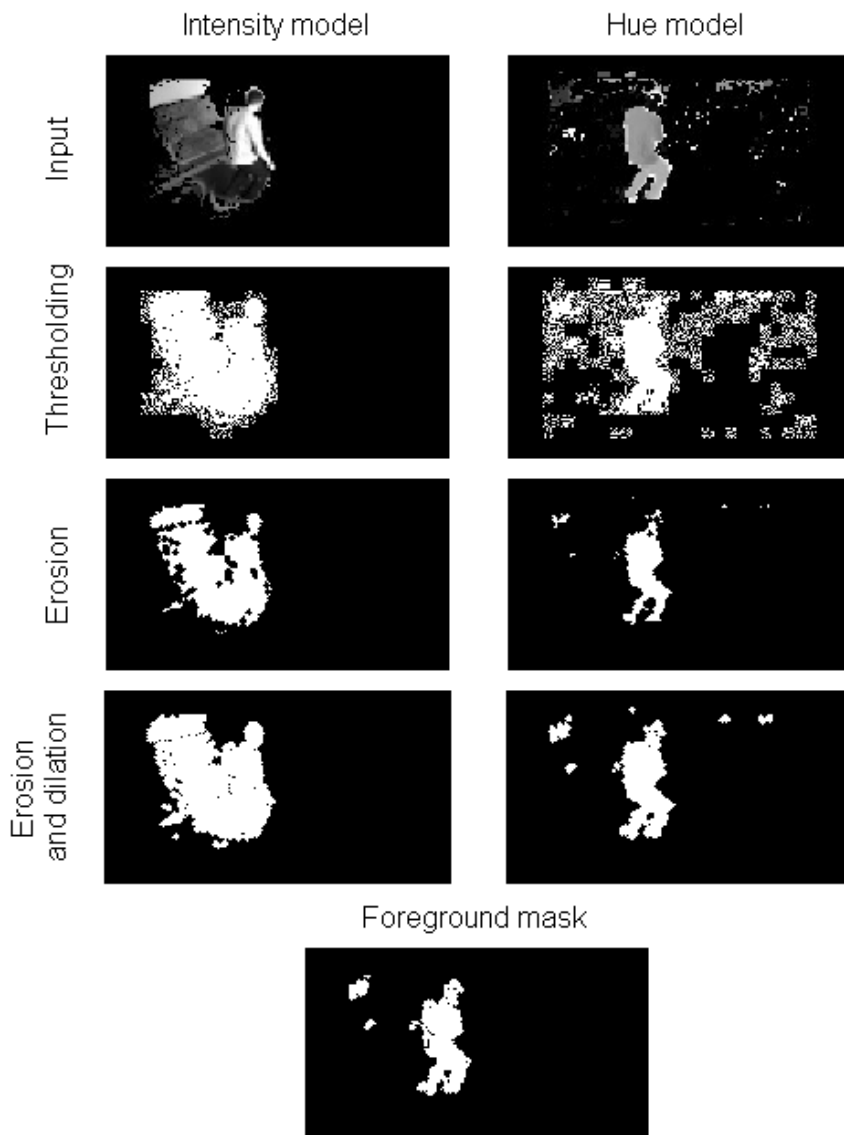 Intensity model
Hue model
Input
Thresholding
Erosion
Erosion
and dilation
Foreground mask